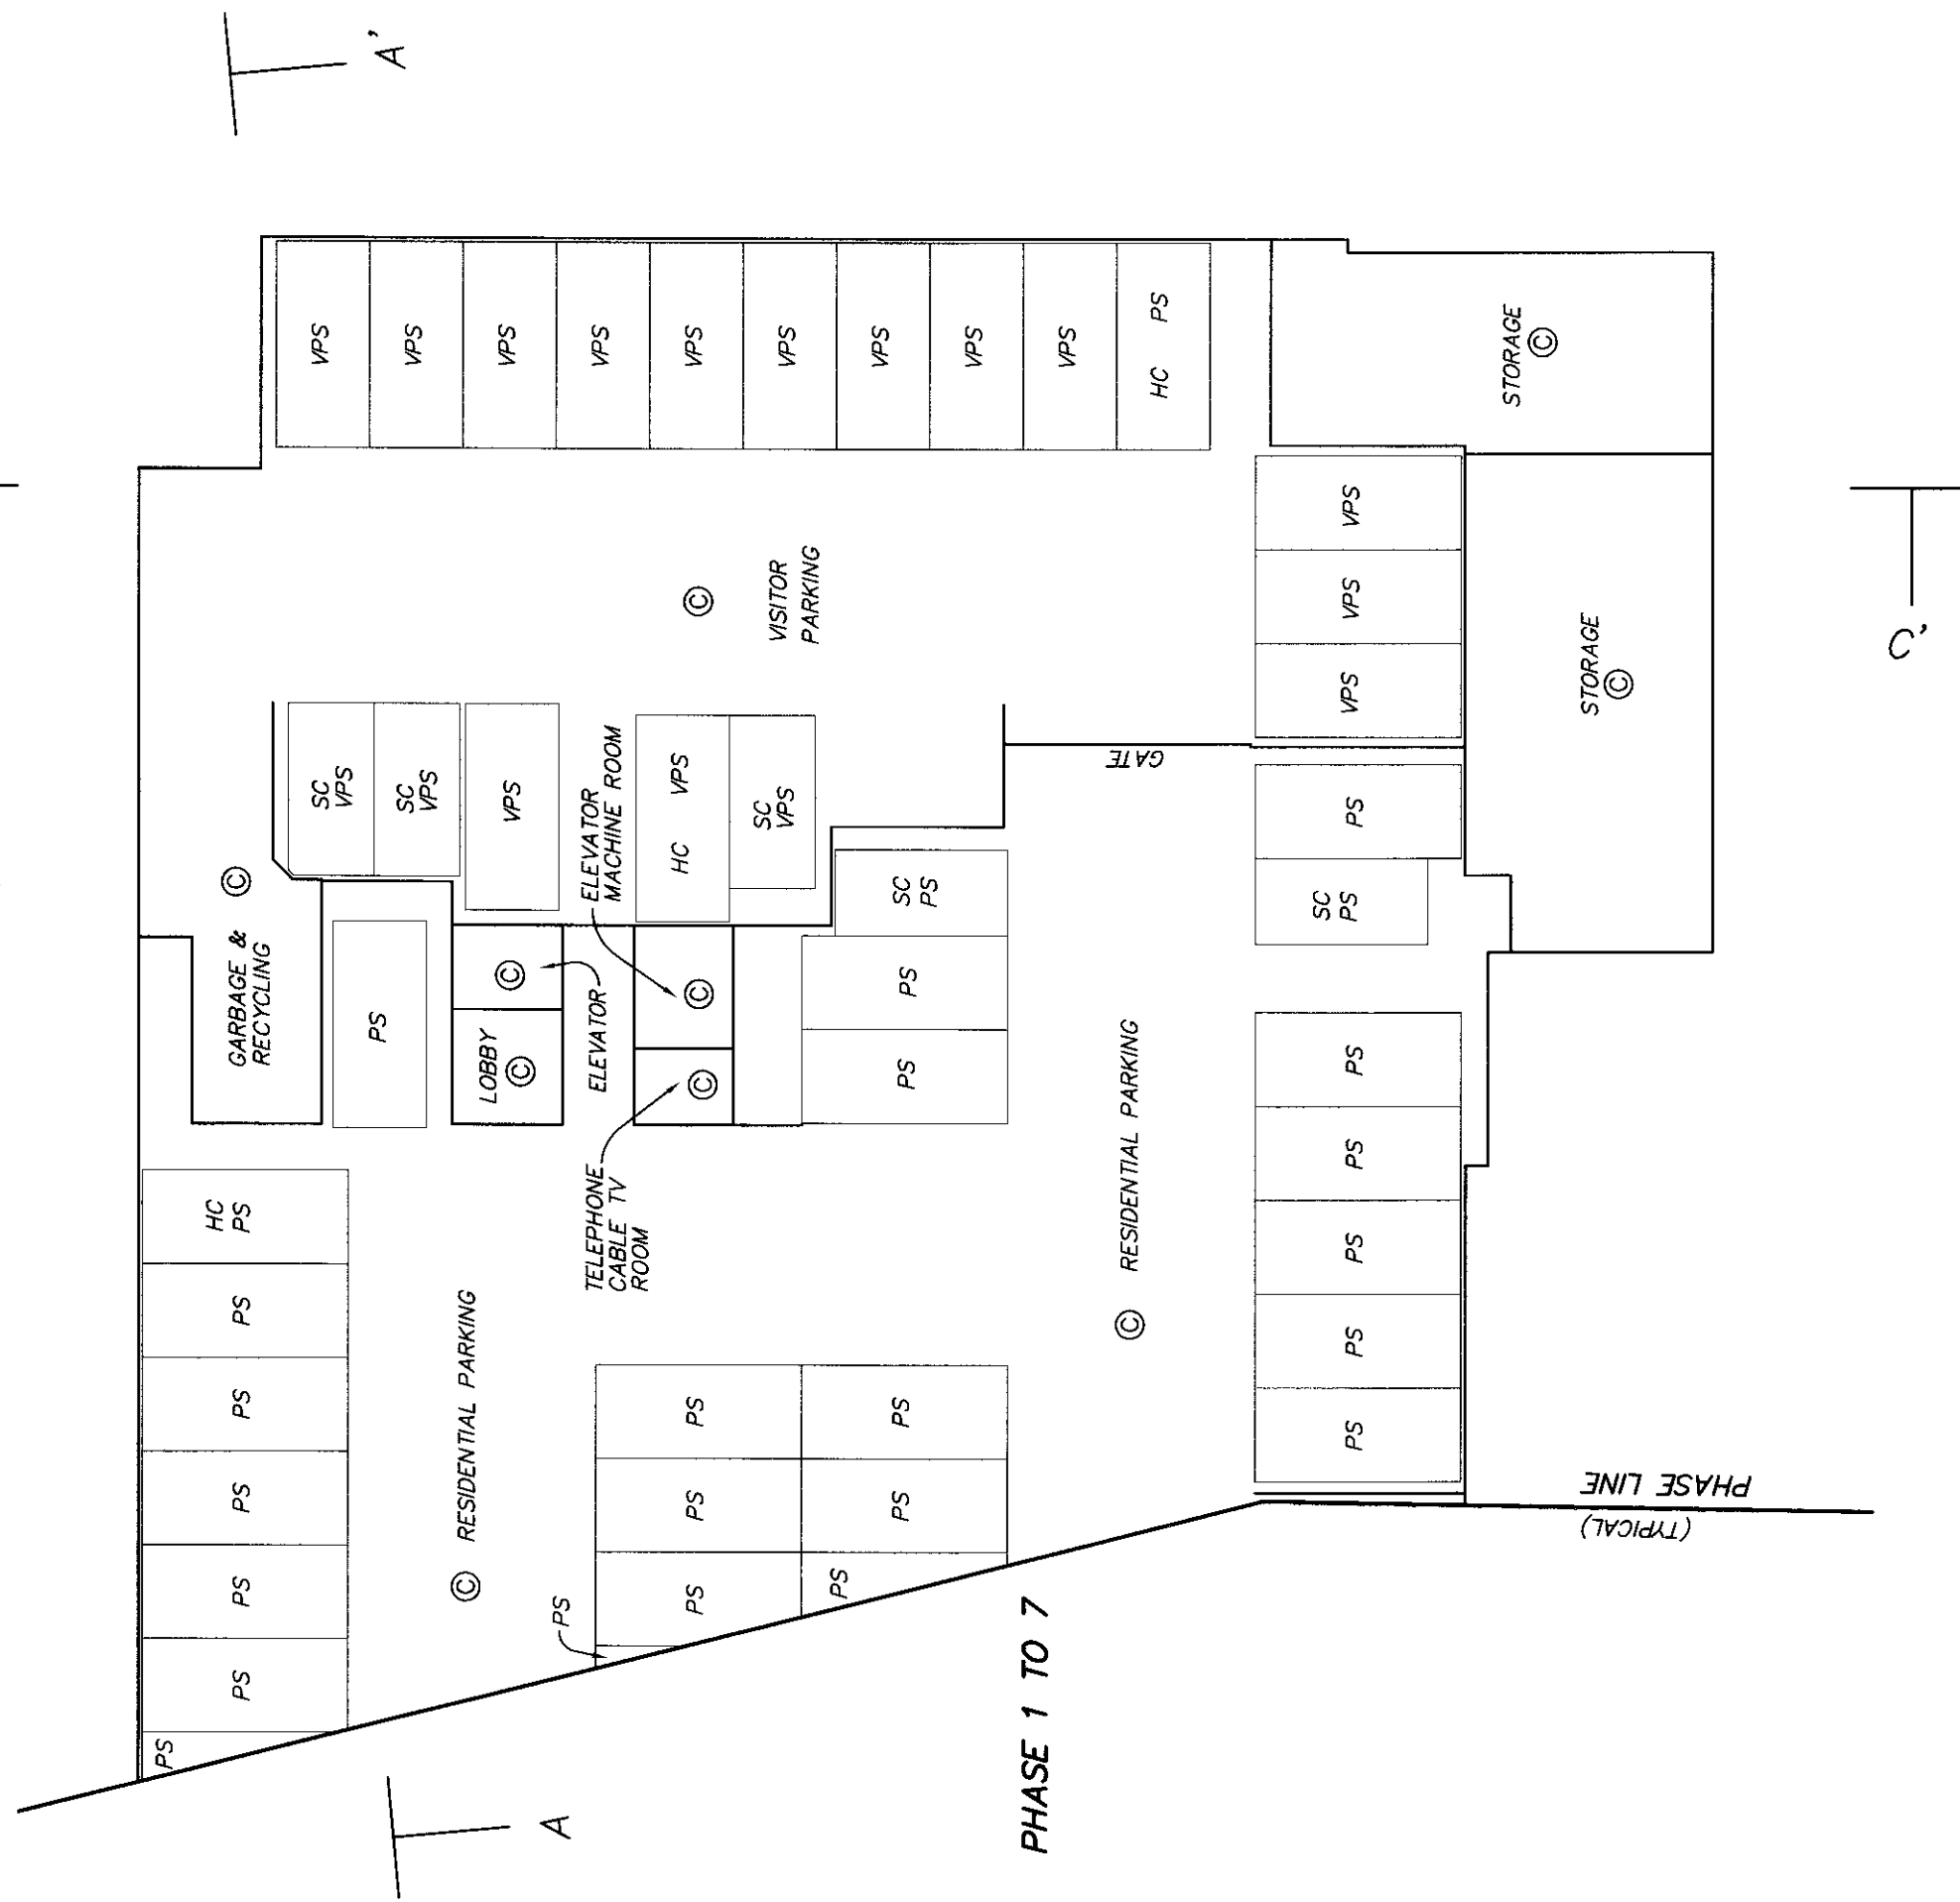 A'
VPS
VPS
VPS
VPS
VPS
VPS
VPS
VPS
VPS
HC PS
STORAGE
©
VPS
VPS
VPS
STORAGE
©
C'
©
VISITOR
PARKING
SC
VPS
SC
VPS
VPS
HC VPS
SC
VPS
GATE
ELEVATOR
MACHINE ROOM
©
GARBAGE &
RECYCLING
©
PS
©
LOBBY
©
ELEVATOR
©
©
TELEPHONE
CABLE TV
ROOM
SC
PS
PS
PS
PS
SC
PS
HC
PS
PS
PS
PS
PS
PS
PS
© RESIDENTIAL PARKING
© RESIDENTIAL PARKING
PS
PS
PS
PS
PS
PS
PS
PS
PS
PS
PS
PS
PHASE LINE
(TYPICAL)
PHASE 1 TO 7
A